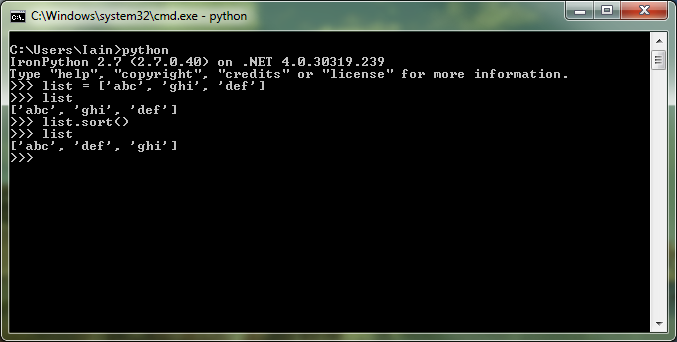 C:\Windows\system32\cmd.exe - python
C:\Users\Iain>python
IronPython 2.7 (2.7.0.40) on .NET 4.0.30319.239
Type "help", "copyright", "credits" or "license" for more information.
>>> list = ['abc', 'ghi', 'def']
>>> list
['abc', 'ghi', 'def']
>>> list.sort()
>>> list
['abc', 'def', 'ghi']
>>>